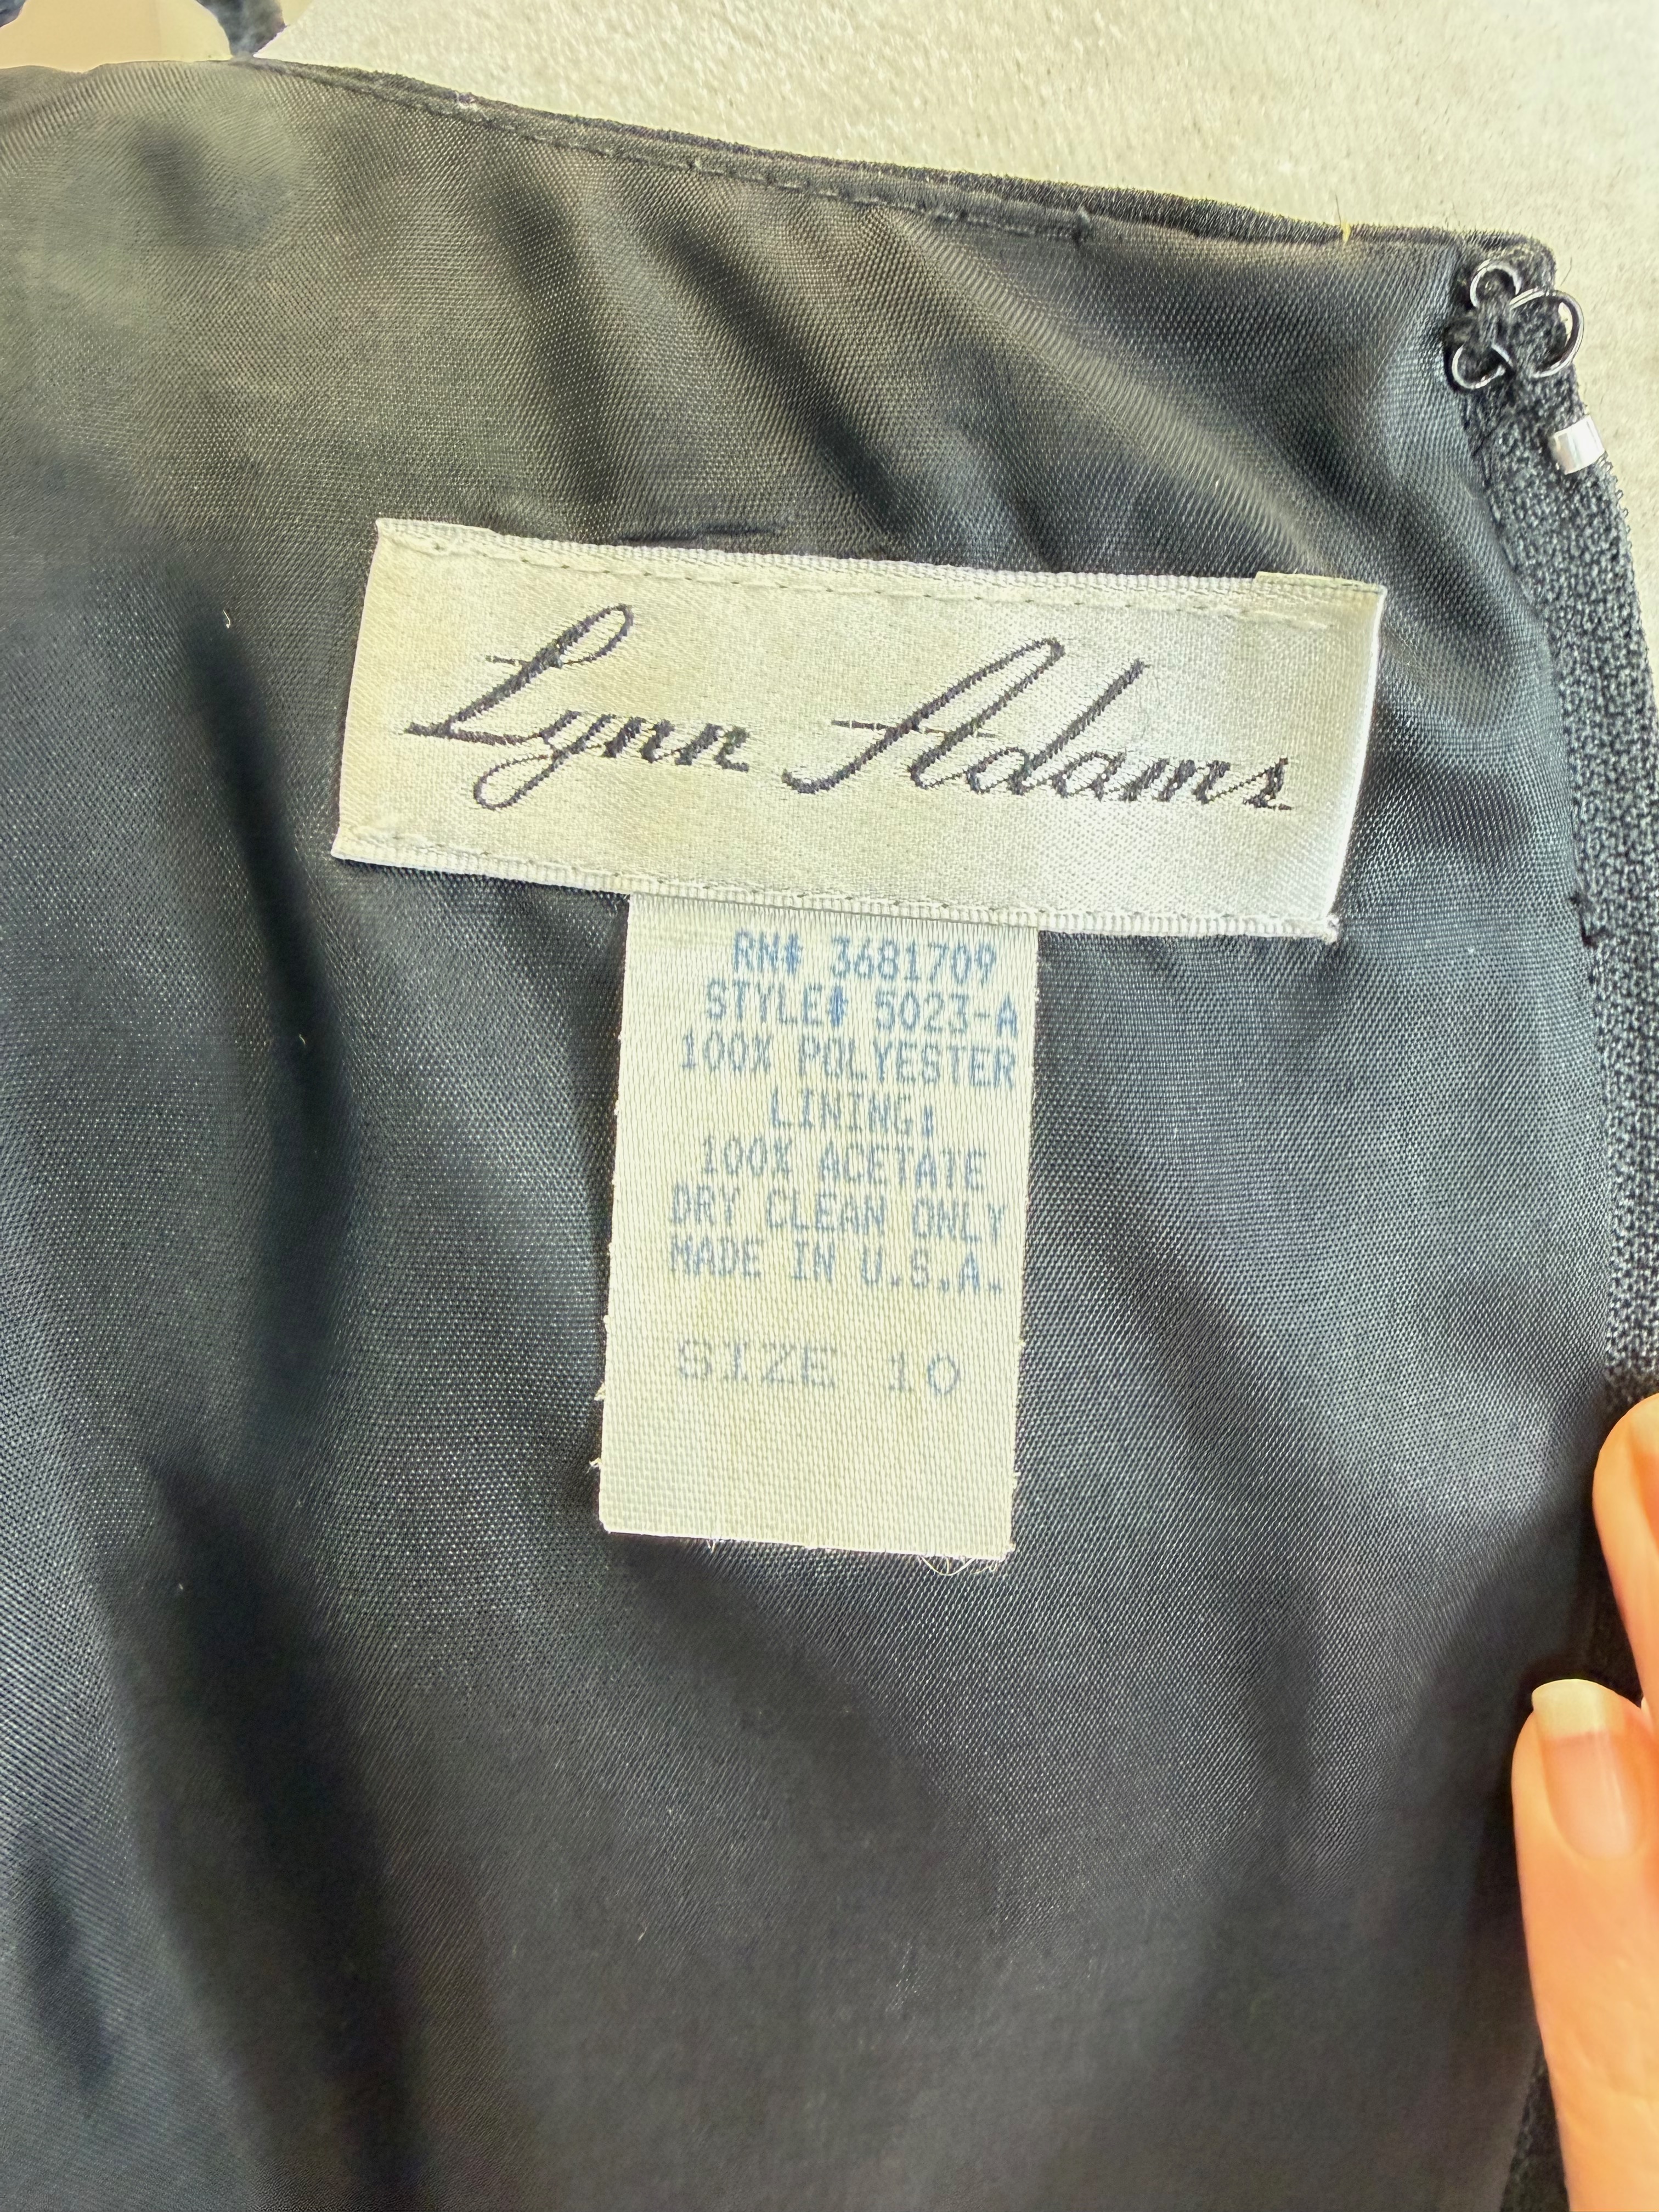 Lynn Adams
RN# 3681709
STYLE# 5023-A
100% POLYESTER
LINING:
100% ACETATE
DRY CLEAN ONLY
MADE IN U.S.A.
SIZE 10